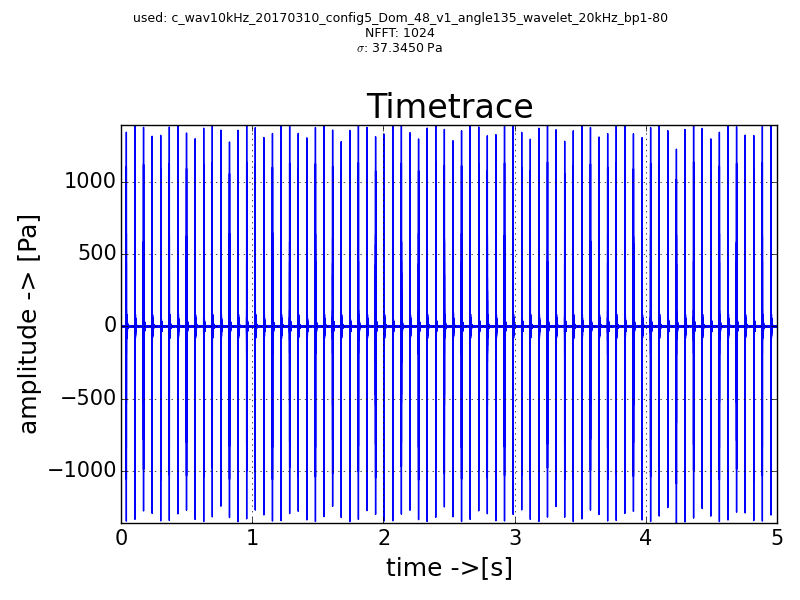 used: c_wav10kHz_20170310_config5_Dom_48_v1_angle135_wavelet_20kHz_bp1-80
NFFT: 1024
σ: 37.3450 Pa
Timetrace
amplitude -> [Pa]
1000
500
0
−500
−1000
0 1 2 3 4 5
time ->[s]